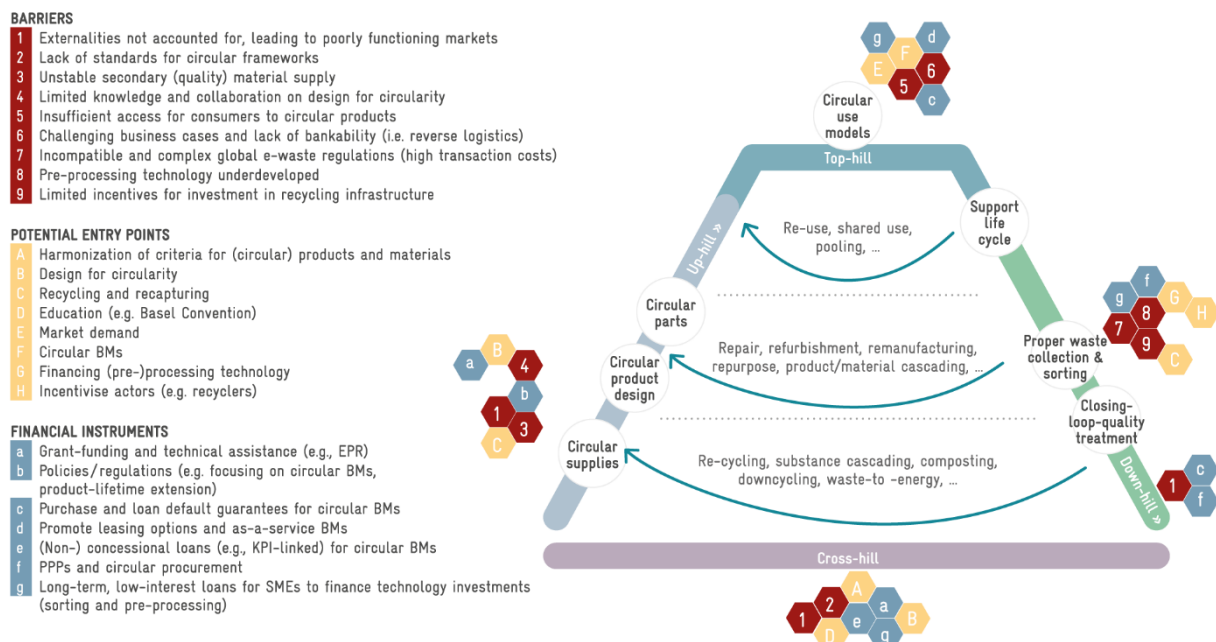 BARRIERS
1 Externalities not accounted for, leading to poorly functioning markets
2 Lack of standards for circular frameworks
3 Unstable secondary (quality) material supply
4 Limited knowledge and collaboration on design for circularity
5 Insufficient access for consumers to circular products
6 Challenging business cases and lack of bankability (i.e. reverse logistics)
7 Incompatible and complex global e-waste regulations (high transaction costs)
8 Pre-processing technology underdeveloped
9 Limited incentives for investment in recycling infrastructure
POTENTIAL ENTRY POINTS
A Harmonization of criteria for (circular) products and materials
B Design for circularity
C Recycling and recapturing
D Education (e.g. Basel Convention)
E Market demand
F Circular BMs
G Financing (pre-)processing technology
H Incentivise actors (e.g. recyclers)
FINANCIAL INSTRUMENTS
a Grant-funding and technical assistance (e.g., EPR)
b Policies/regulations (e.g. focusing on circular BMs,
product-lifetime extension)
c Purchase and loan default guarantees for circular BMs
d Promote leasing options and as-a-service BMs
e (Non-) concessional loans (e.g., KPI-linked) for circular BMs
f PPPs and circular procurement
g Long-term, low-interest loans for SMEs to finance technology investments
(sorting and pre-processing)
g
d
F
E
6
5
c
Circular
use
models
Top-hill
Up-hill »
Support
life
cycle
Re-use, shared use,
pooling, ...
Circular
parts
f
G
g
8
H
7
9
C
Proper waste
collection &
sorting
Repair, refurbishment, remanufacturing,
repurpose, product/material cascading, ...
Circular
product
design
B
a
4
b
1
3
C
Closing-
loop-quality
treatment
Circular
supplies
Re-cycling, substance cascading, composting,
downcycling, waste-to -energy, ...
Down-hill »
c
1
f
Cross-hill
A
2
a
1
e
B
D
g